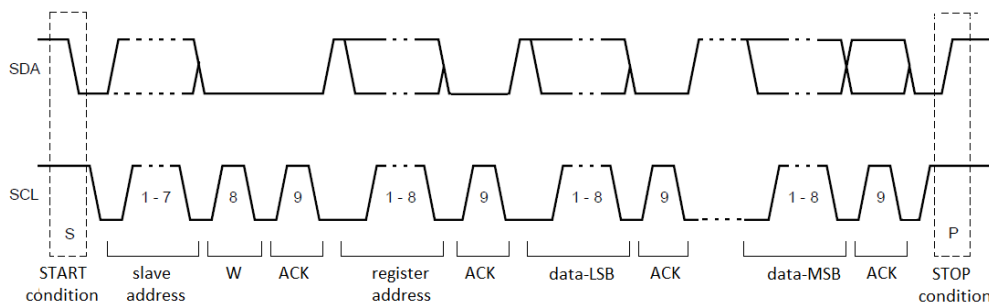 SDA
SCL
1 - 7 8 9 1 - 8 9 1 - 8 9 1 - 8 9
S P
START condition
slave address
W
ACK
register address
ACK
data-LSB
ACK
data-MSB
ACK
STOP condition